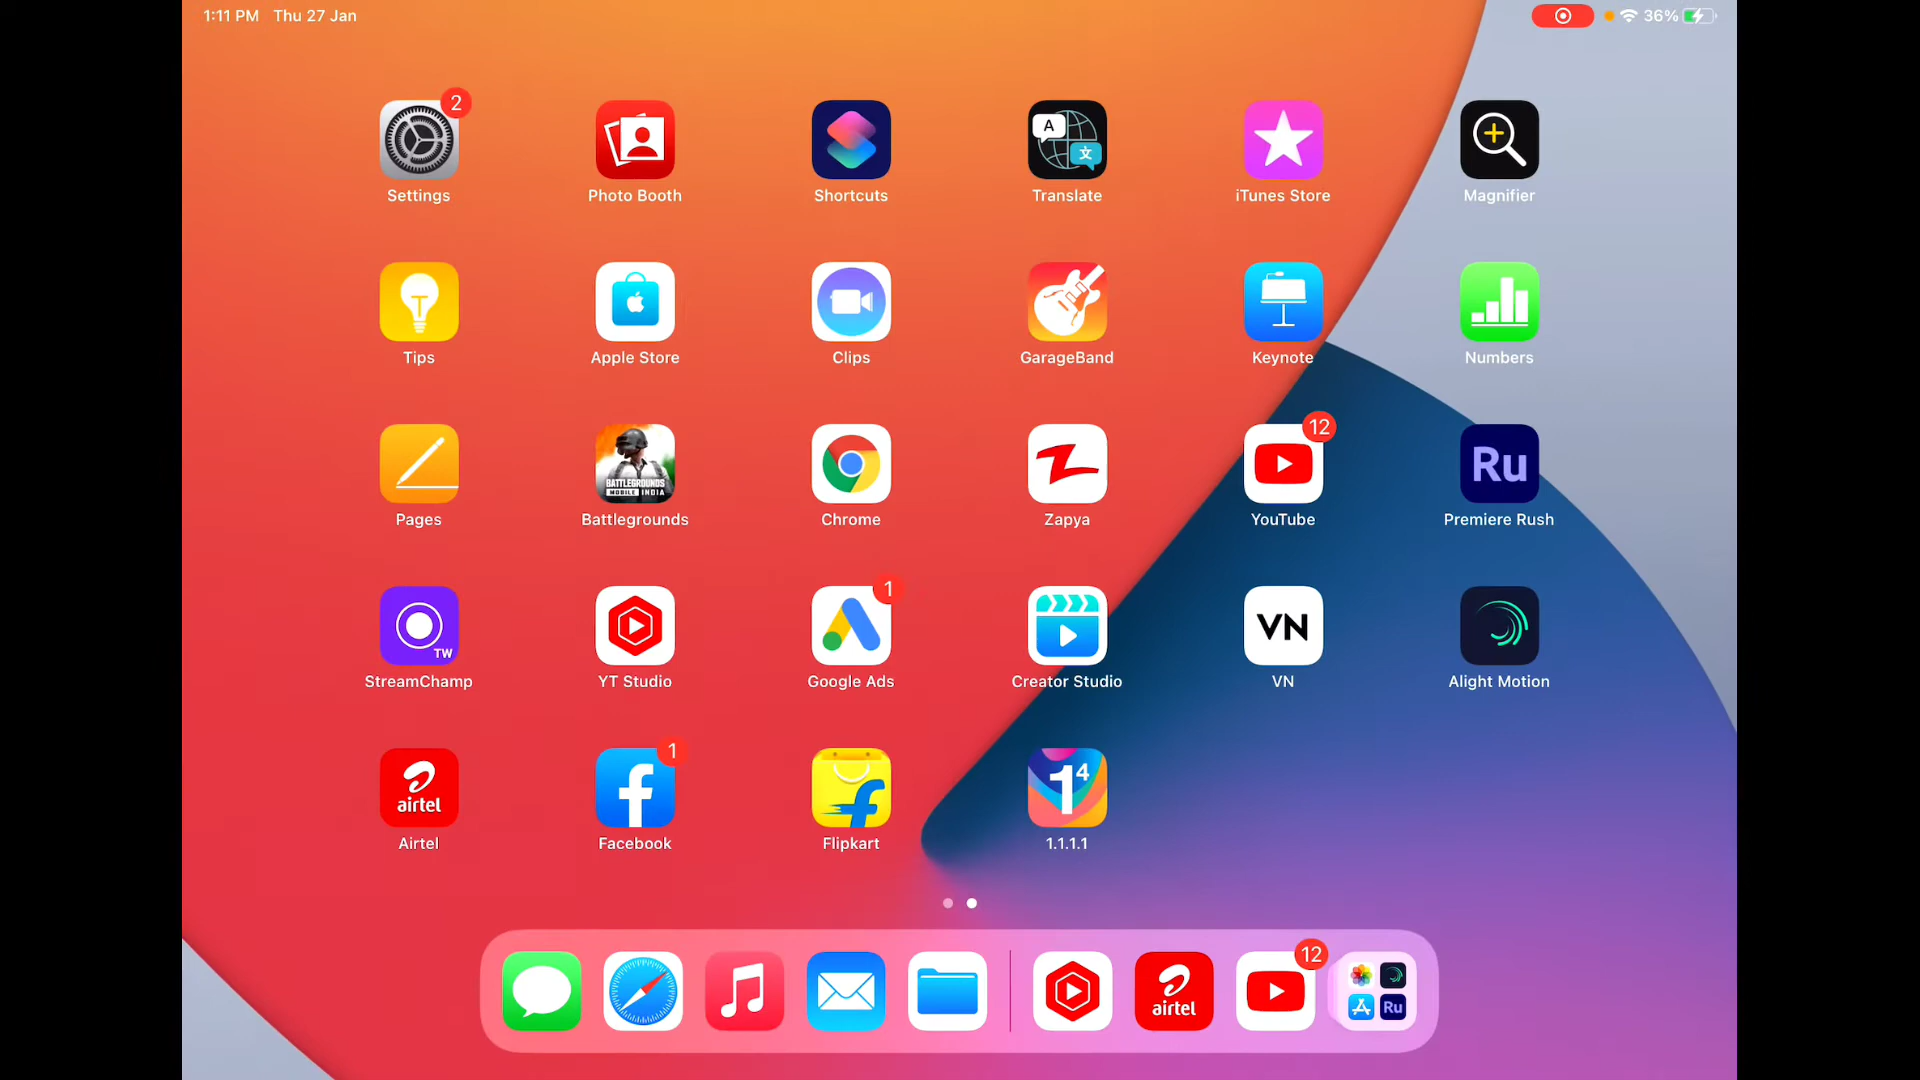 1:11 PM Thu 27 Jan
36%
2
A
文
Settings
Photo Booth
Shortcuts
Translate
iTunes Store
Magnifier
Tips
Apple Store
Clips
GarageBand
Keynote
Numbers
BATTLEGROUNDS
MOBILE INDIA
12
Ru
Pages
Battlegrounds
Chrome
Zapya
YouTube
Premiere Rush
TW
1
VN
StreamChamp
YT Studio
Google Ads
Creator Studio
VN
Alight Motion
airtel
1
1⁴
Airtel
Facebook
Flipkart
1.1.1.1
airtel
12
Ru